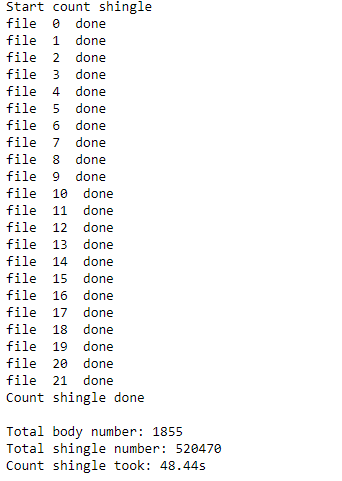 Start count shingle
file  0  done
file  1  done
file  2  done
file  3  done
file  4  done
file  5  done
file  6  done
file  7  done
file  8  done
file  9  done
file  10  done
file  11  done
file  12  done
file  13  done
file  14  done
file  15  done
file  16  done
file  17  done
file  18  done
file  19  done
file  20  done
file  21  done
Count shingle done

Total body number: 1855
Total shingle number: 520470
Count shingle took: 48.44s